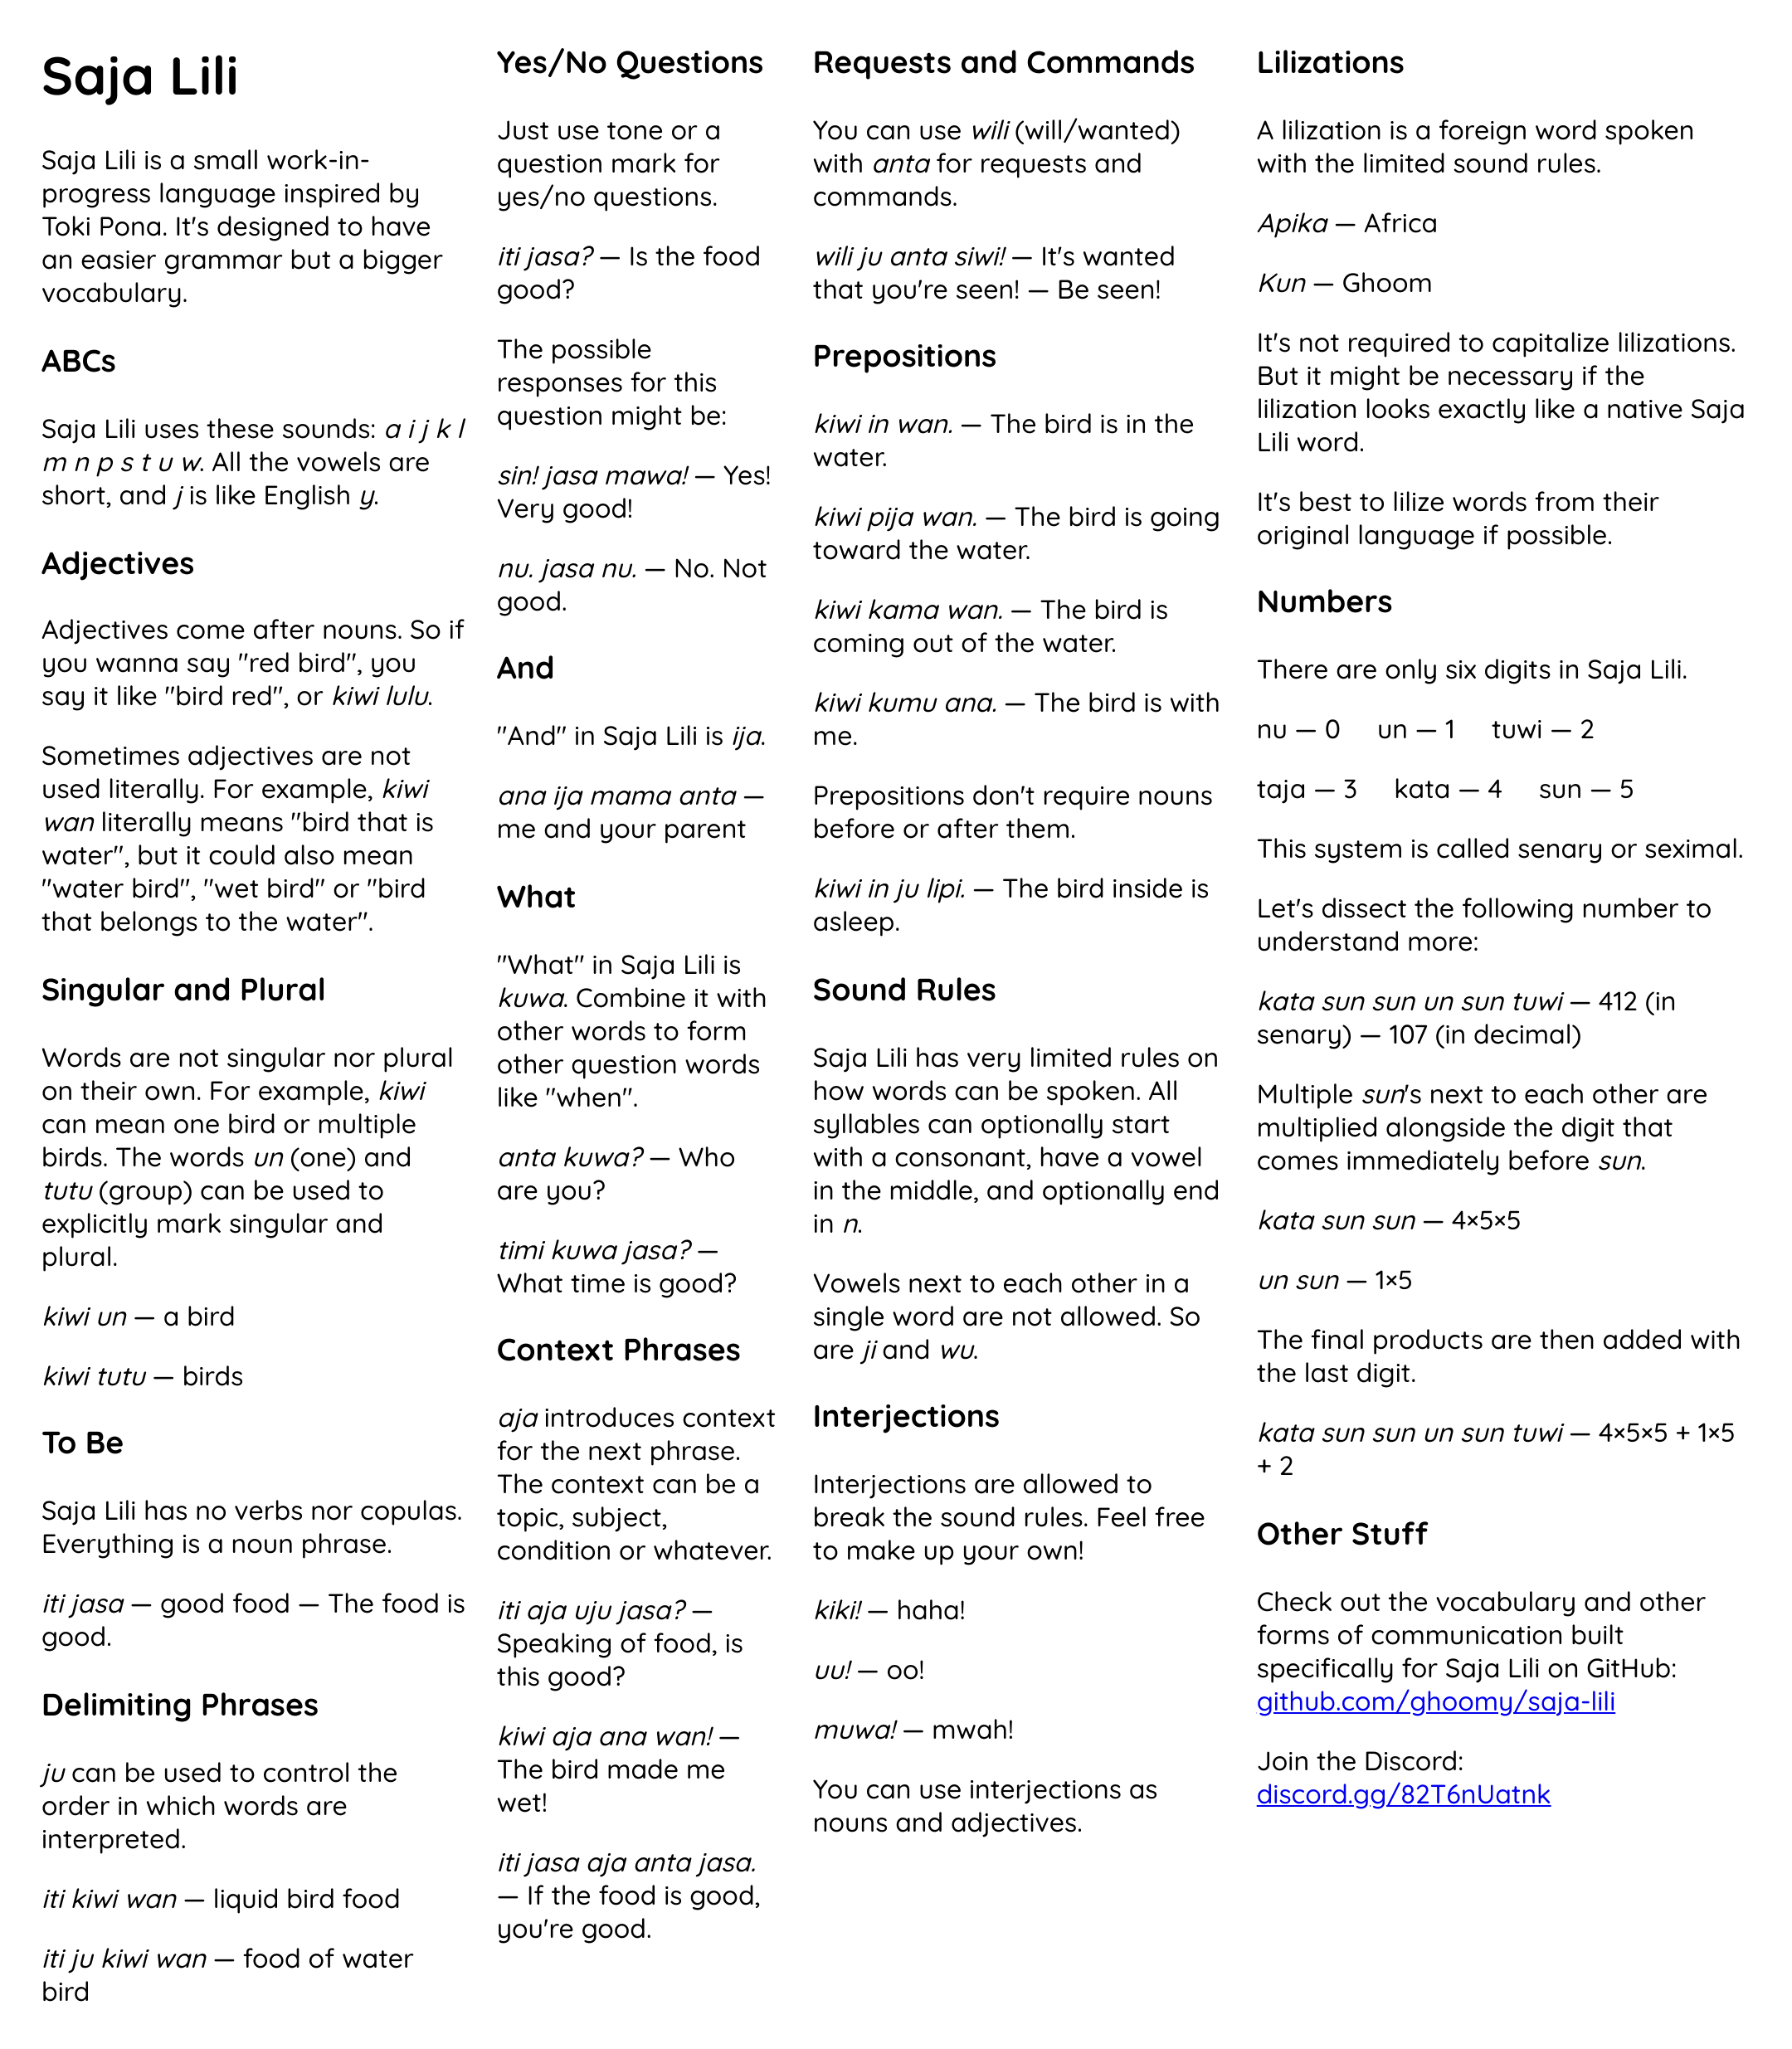 Saja Lili
Saja Lili is a small work-in-
progress language inspired by
Toki Pona. It's designed to have
an easier grammar but a bigger
vocabulary.
ABCs
Saja Lili uses these sounds: a i j k l
m n p s t u w. All the vowels are
short, and j is like English y.
Adjectives
Adjectives come after nouns. So if
you wanna say "red bird", you
say it like "bird red", or kiwi lulu.
Sometimes adjectives are not
used literally. For example, kiwi
wan literally means "bird that is
water", but it could also mean
"water bird", "wet bird" or "bird
that belongs to the water".
Singular and Plural
Words are not singular nor plural
on their own. For example, kiwi
can mean one bird or multiple
birds. The words un (one) and
tutu (group) can be used to
explicitly mark singular and
plural.
kiwi un — a bird
kiwi tutu — birds
To Be
Saja Lili has no verbs nor copulas.
Everything is a noun phrase.
iti jasa — good food — The food is
good.
Delimiting Phrases
ju can be used to control the
order in which words are
interpreted.
iti kiwi wan — liquid bird food
iti ju kiwi wan — food of water
bird
Yes/No Questions
Just use tone or a
question mark for
yes/no questions.
iti jasa? — Is the food
good?
The possible
responses for this
question might be:
sin! jasa mawa! — Yes!
Very good!
nu. jasa nu. — No. Not
good.
And
"And" in Saja Lili is ija.
ana ija mama anta —
me and your parent
What
"What" in Saja Lili is
kuwa. Combine it with
other words to form
other question words
like "when".
anta kuwa? — Who
are you?
timi kuwa jasa? —
What time is good?
Context Phrases
aja introduces context
for the next phrase.
The context can be a
topic, subject,
condition or whatever.
iti aja uju jasa? —
Speaking of food, is
this good?
kiwi aja ana wan! —
The bird made me
wet!
iti jasa aja anta jasa.
— If the food is good,
you're good.
Requests and Commands
You can use wili (will/wanted)
with anta for requests and
commands.
wili ju anta siwi! — It's wanted
that you're seen! — Be seen!
Prepositions
kiwi in wan. — The bird is in the
water.
kiwi pija wan. — The bird is going
toward the water.
kiwi kama wan. — The bird is
coming out of the water.
kiwi kumu ana. — The bird is with
me.
Prepositions don't require nouns
before or after them.
kiwi in ju lipi. — The bird inside is
asleep.
Sound Rules
Saja Lili has very limited rules on
how words can be spoken. All
syllables can optionally start
with a consonant, have a vowel
in the middle, and optionally end
in n.
Vowels next to each other in a
single word are not allowed. So
are ji and wu.
Interjections
Interjections are allowed to
break the sound rules. Feel free
to make up your own!
kiki! — haha!
uu! — oo!
muwa! — mwah!
You can use interjections as
nouns and adjectives.
Lilizations
A lilization is a foreign word spoken
with the limited sound rules.
Apika — Africa
Kun — Ghoom
It's not required to capitalize lilizations.
But it might be necessary if the
lilization looks exactly like a native Saja
Lili word.
It's best to lilize words from their
original language if possible.
Numbers
There are only six digits in Saja Lili.
nu — 0 un — 1 tuwi — 2
taja — 3 kata — 4 sun — 5
This system is called senary or seximal.
Let's dissect the following number to
understand more:
kata sun sun un sun tuwi — 412 (in
senary) — 107 (in decimal)
Multiple sun's next to each other are
multiplied alongside the digit that
comes immediately before sun.
kata sun sun — 4×5×5
un sun — 1×5
The final products are then added with
the last digit.
kata sun sun un sun tuwi — 4×5×5 + 1×5
+ 2
Other Stuff
Check out the vocabulary and other
forms of communication built
specifically for Saja Lili on GitHub:
github.com/ghoomy/saja-lili
Join the Discord:
discord.gg/82T6nUatnk